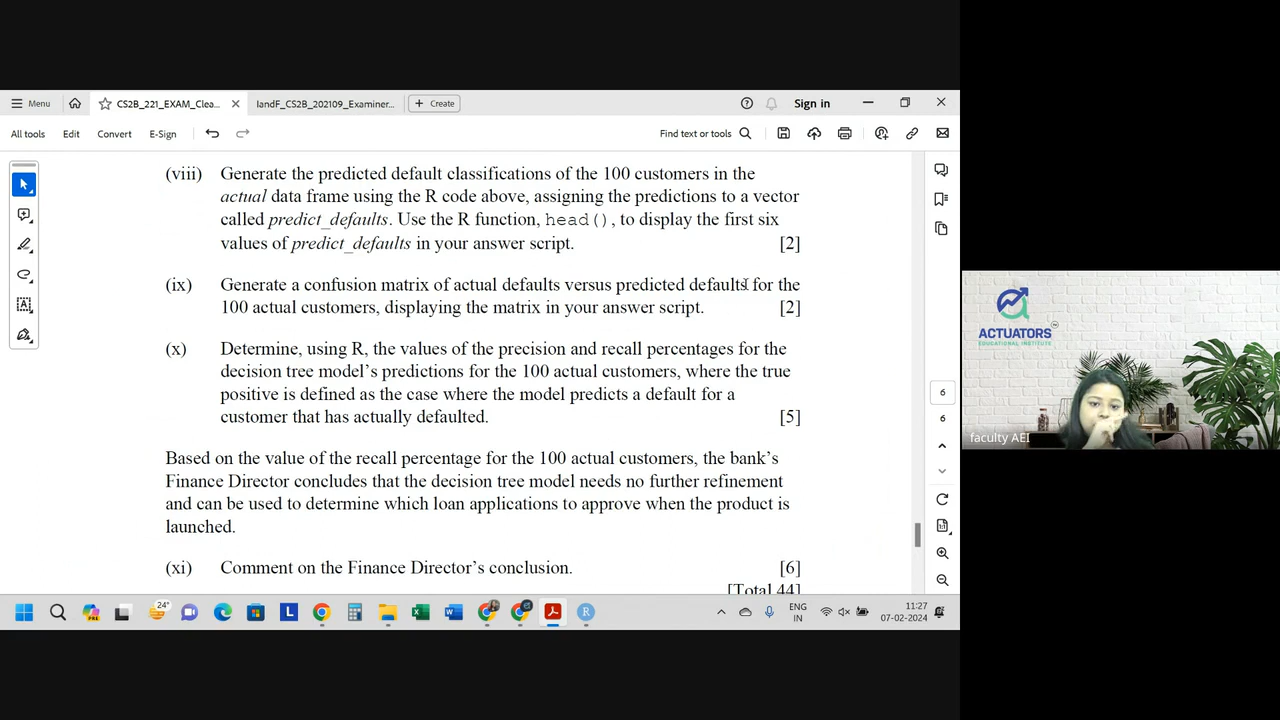 Menu
CS2B_221_EXAM_Clea...
IandF_CS2B_202109_Examiner...
Create
Sign in
All tools
Edit
Convert
E-Sign
Find text or tools
(viii) Generate the predicted default classifications of the 100 customers in the
actual data frame using the R code above, assigning the predictions to a vector
called predict_defaults. Use the R function, head(), to display the first six
values of predict_defaults in your answer script. [2]
(ix) Generate a confusion matrix of actual defaults versus predicted defaults for the
100 actual customers, displaying the matrix in your answer script. [2]
(x) Determine, using R, the values of the precision and recall percentages for the
decision tree model's predictions for the 100 actual customers, where the true
positive is defined as the case where the model predicts a default for a
customer that has actually defaulted. [5]
Based on the value of the recall percentage for the 100 actual customers, the bank's
Finance Director concludes that the decision tree model needs no further refinement
and can be used to determine which loan applications to approve when the product is
launched.
(xi) Comment on the Finance Director's conclusion. [6]
[Total 44]
6
6
ACTUATORS
EDUCATIONAL INSTITUTE
faculty AEI
24°
ENG
IN
11:27
07-02-2024